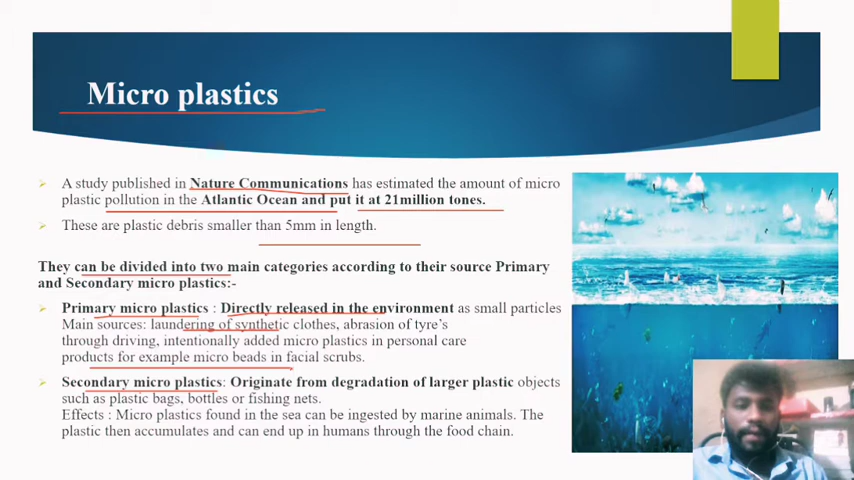 Micro plastics
A study published in Nature Communications has estimated the amount of micro
plastic pollution in the Atlantic Ocean and put it at 21million tones.
These are plastic debris smaller than 5mm in length.
They can be divided into two main categories according to their source Primary
and Secondary micro plastics:-
Primary micro plastics : Directly released in the environment as small particles
Main sources: laundering of synthetic clothes, abrasion of tyre's
through driving, intentionally added micro plastics in personal care
products for example micro beads in facial scrubs.
Secondary micro plastics: Originate from degradation of larger plastic objects
such as plastic bags, bottles or fishing nets.
Effects : Micro plastics found in the sea can be ingested by marine animals. The
plastic then accumulates and can end up in humans through the food chain.